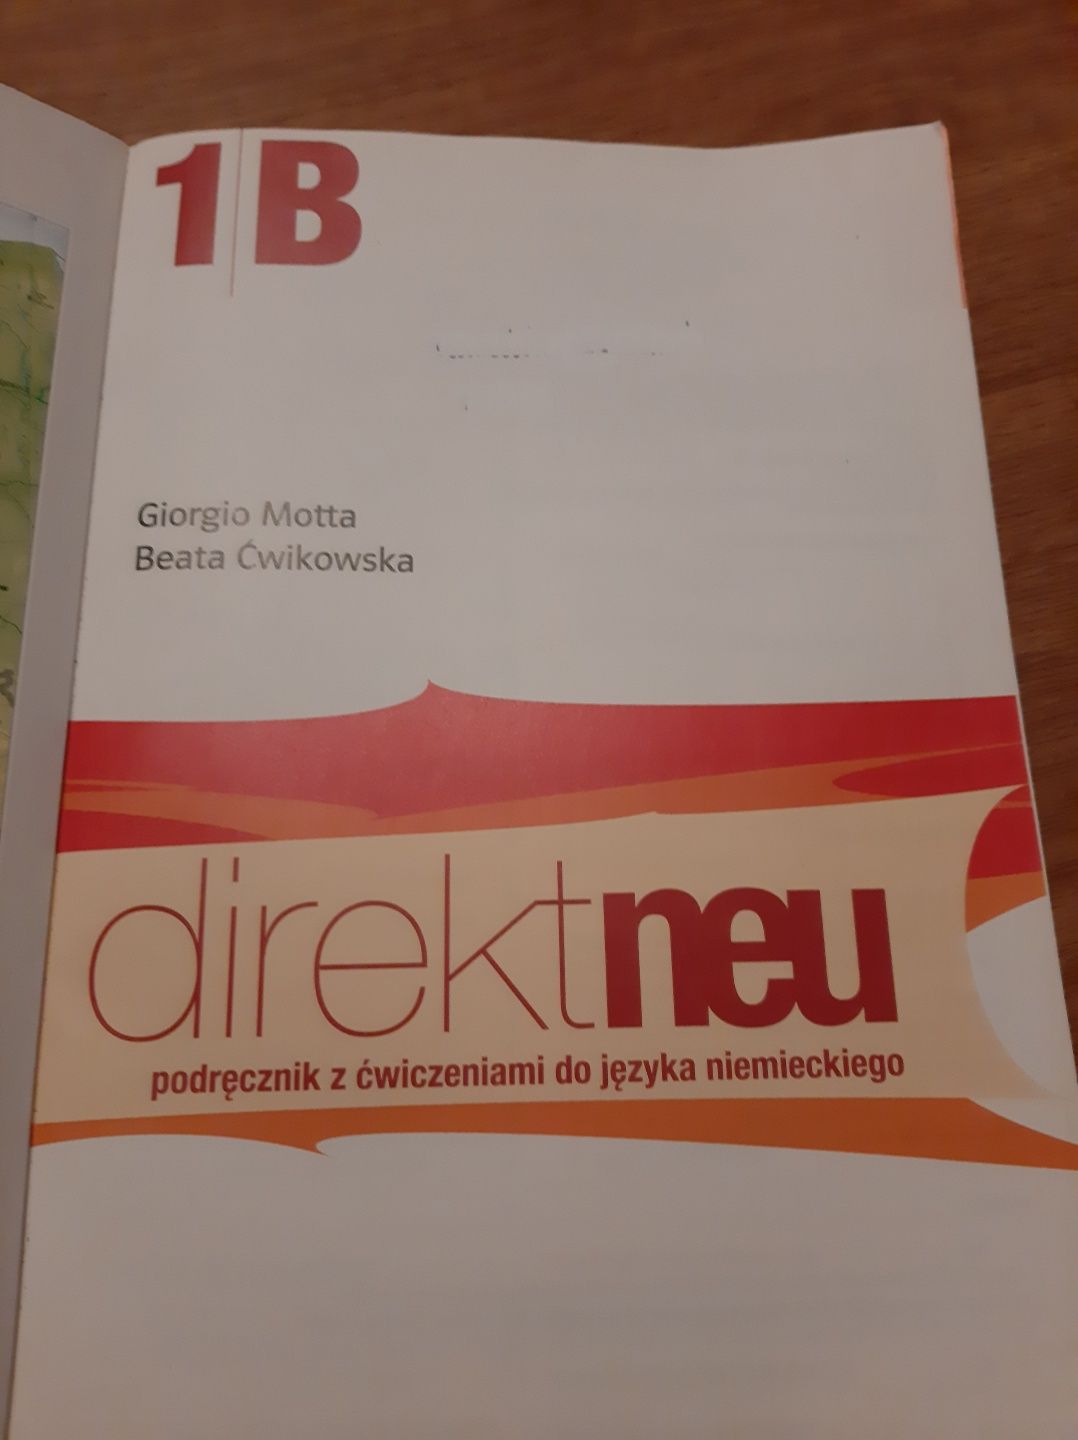 1B
Giorgio Motta
Beata Ćwikowska
direktneu
podręcznik z ćwiczeniami do języka niemieckiego